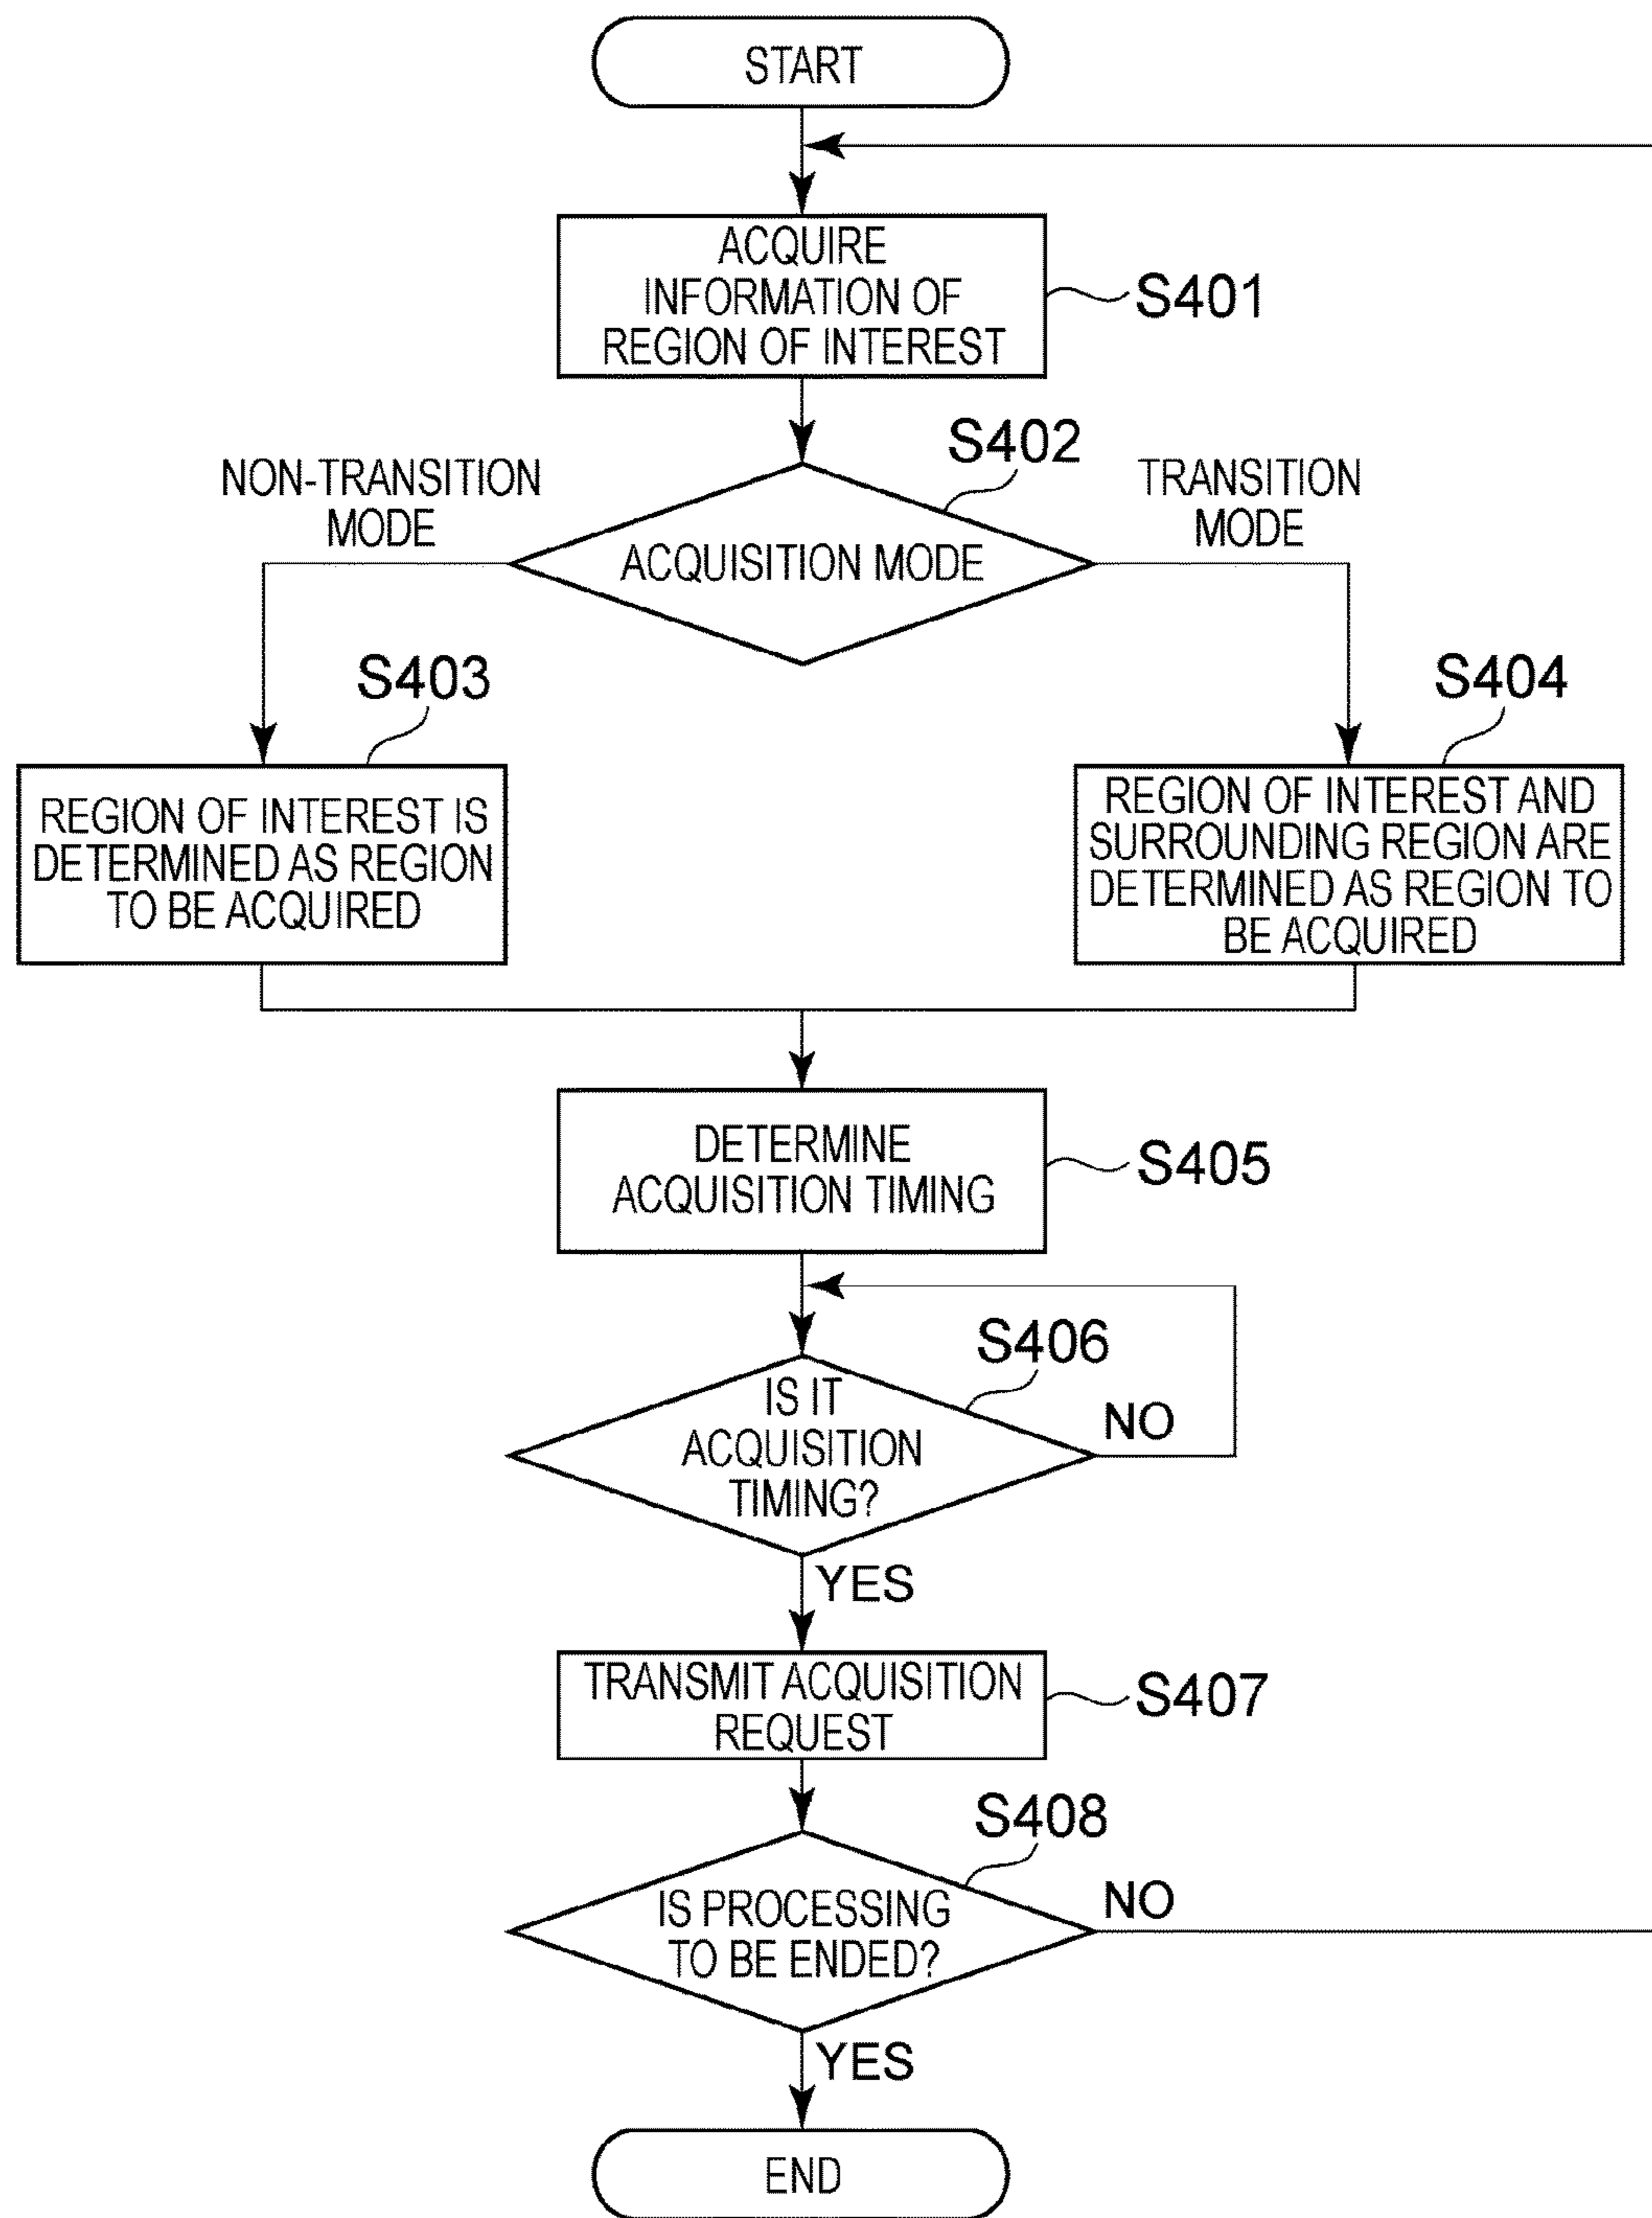 START
ACQUIRE
INFORMATION OF
REGION OF INTEREST
S401
S402
NON-TRANSITION
MODE
ACQUISITION MODE
TRANSITION
MODE
S403
REGION OF INTEREST IS
DETERMINED AS REGION
TO BE ACQUIRED
S404
REGION OF INTEREST AND
SURROUNDING REGION ARE
DETERMINED AS REGION TO
BE ACQUIRED
DETERMINE
ACQUISITION TIMING
S405
S406
IS IT
ACQUISITION
TIMING?
NO
YES
TRANSMIT ACQUISITION
REQUEST
S407
S408
IS PROCESSING
TO BE ENDED?
NO
YES
END